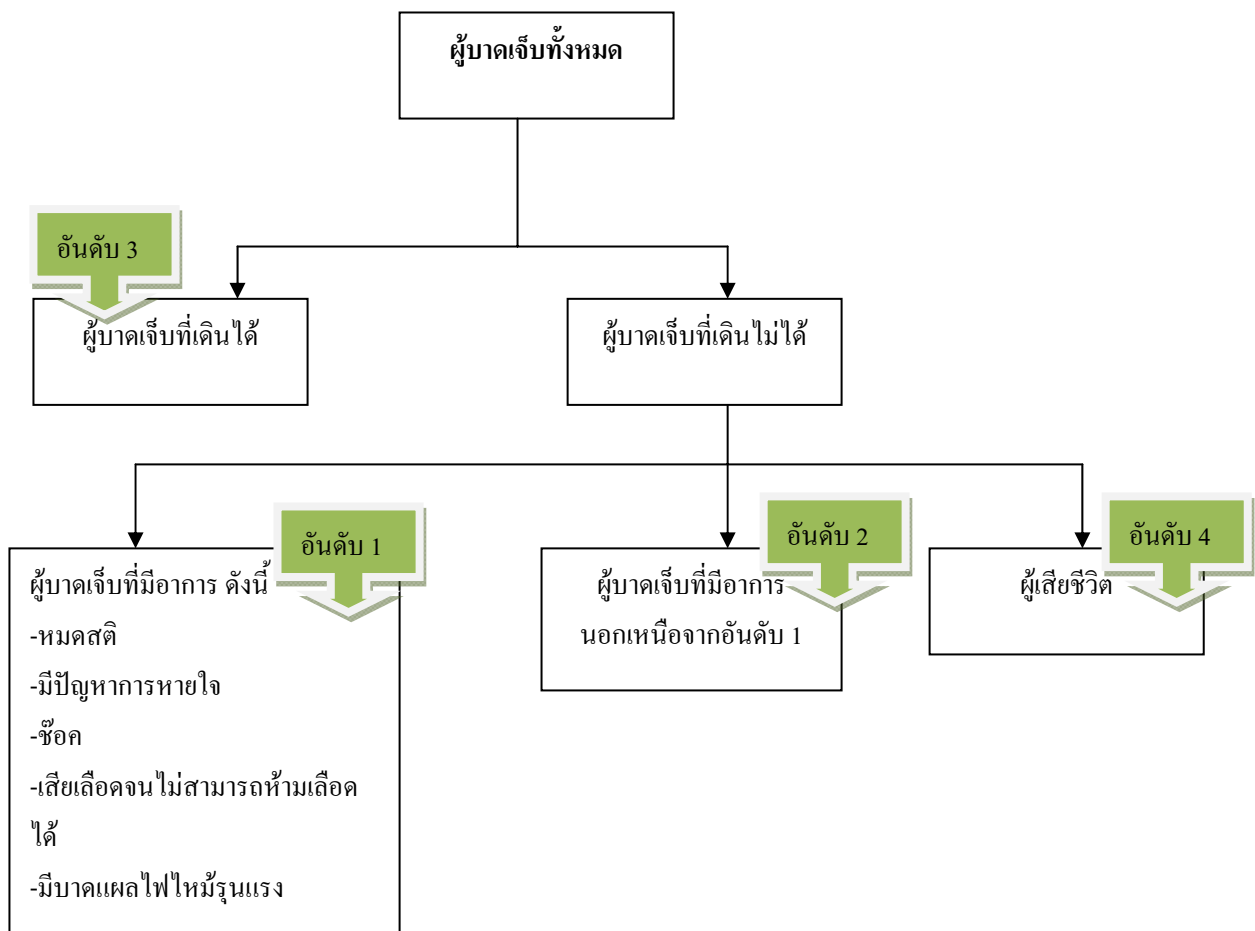 ผู้บาดเจ็บทั้งหมด
อันดับ 3
ผู้บาดเจ็บที่เดินได้
ผู้บาดเจ็บที่เดินไม่ได้
อันดับ 1
ผู้บาดเจ็บที่มีอาการ ดังนี้
-หมดสติ
-มีปัญหาการหายใจ
-ช๊อค
-เสียเลือดจนไม่สามารถห้ามเลือด
ได้
-มีบาดแผลไฟไหม้รุนแรง
อันดับ 2
ผู้บาดเจ็บที่มีอาการ
นอกเหนือจากอันดับ 1
อันดับ 4
ผู้เสียชีวิต